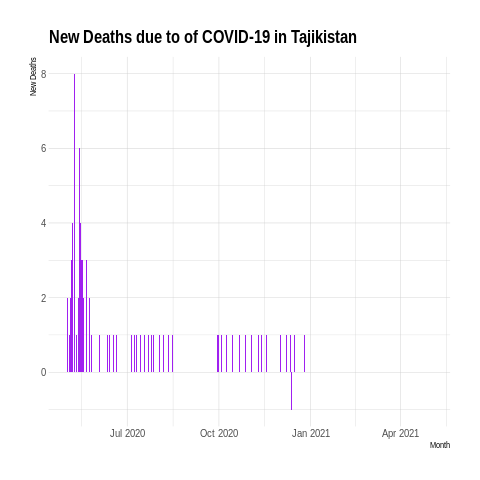 New Deaths due to of COVID-19 in Tajikistan
New Deaths
8
6
4
2
0
Jul 2020 Oct 2020 Jan 2021 Apr 2021
Month